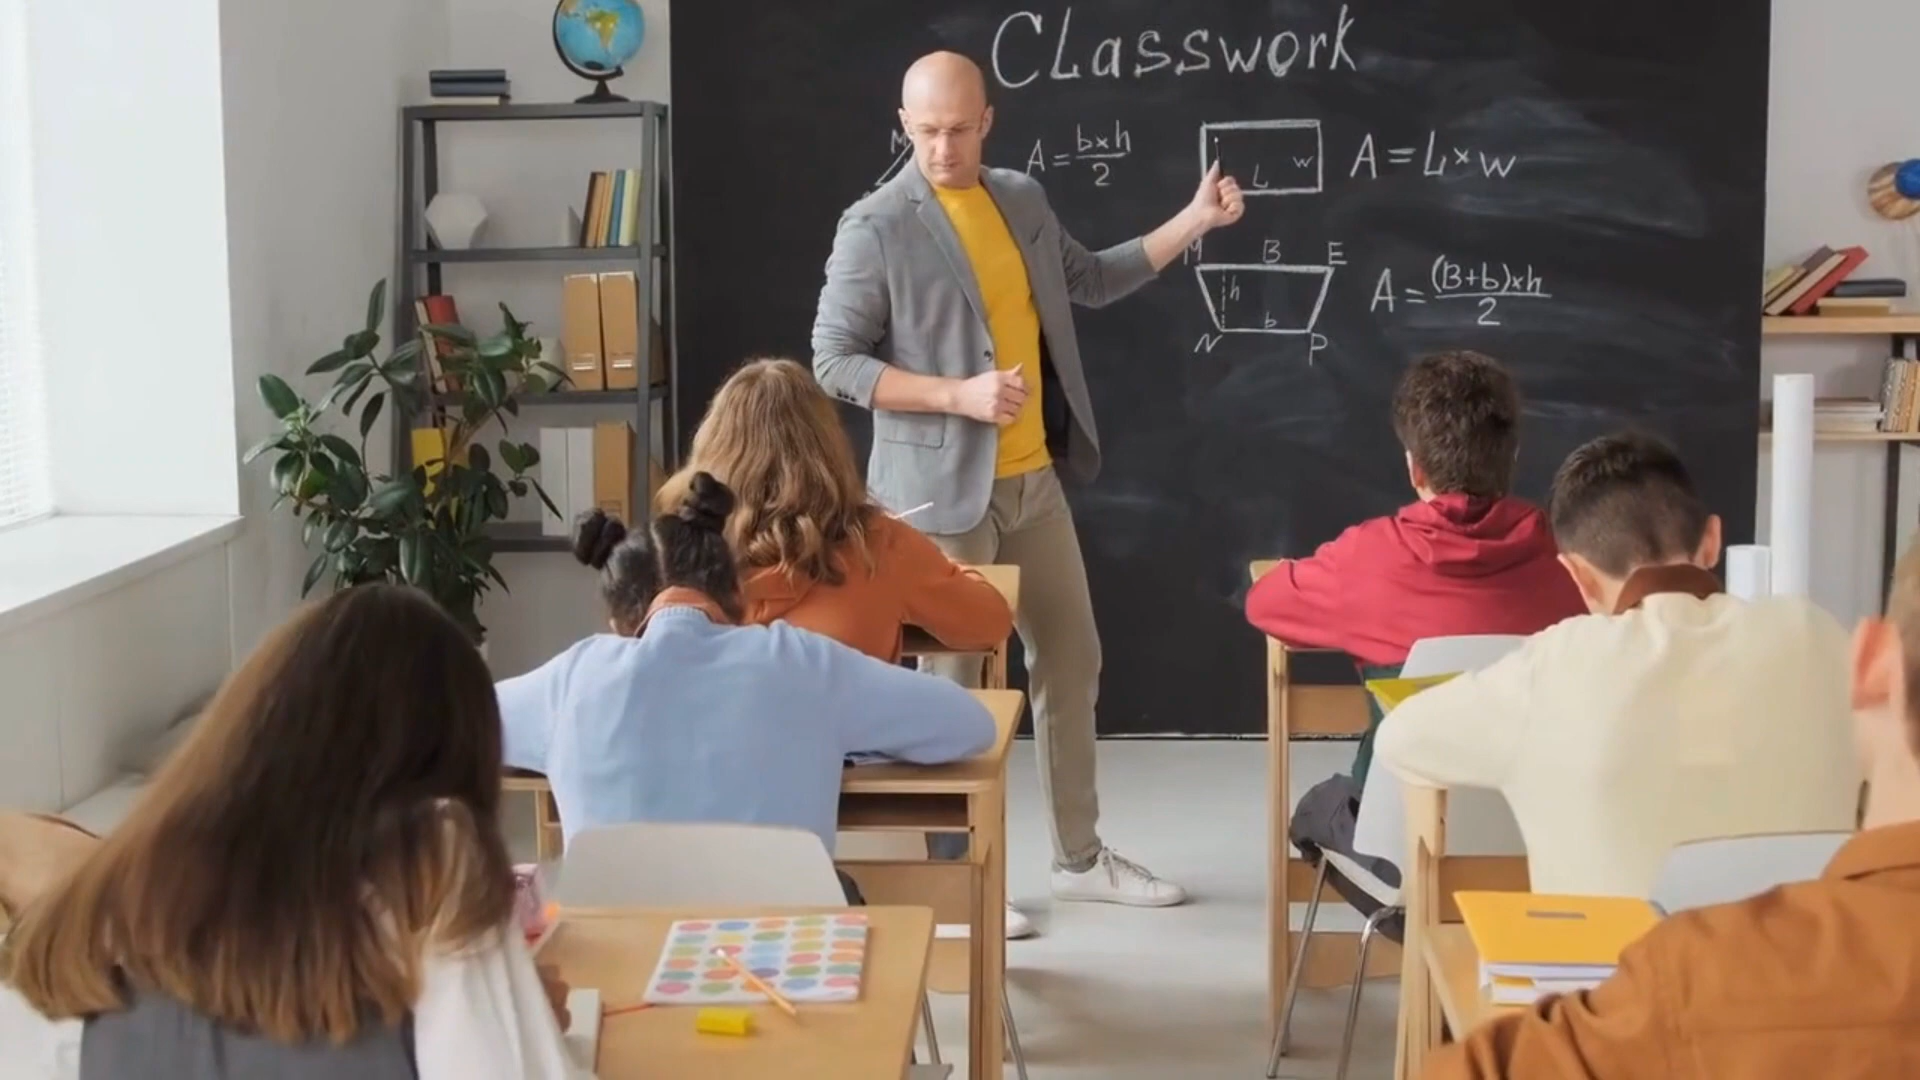 CLasswork
M A = b×h/2
L w A = L×w
M B E
h b A = (B+b)×h/2
N P